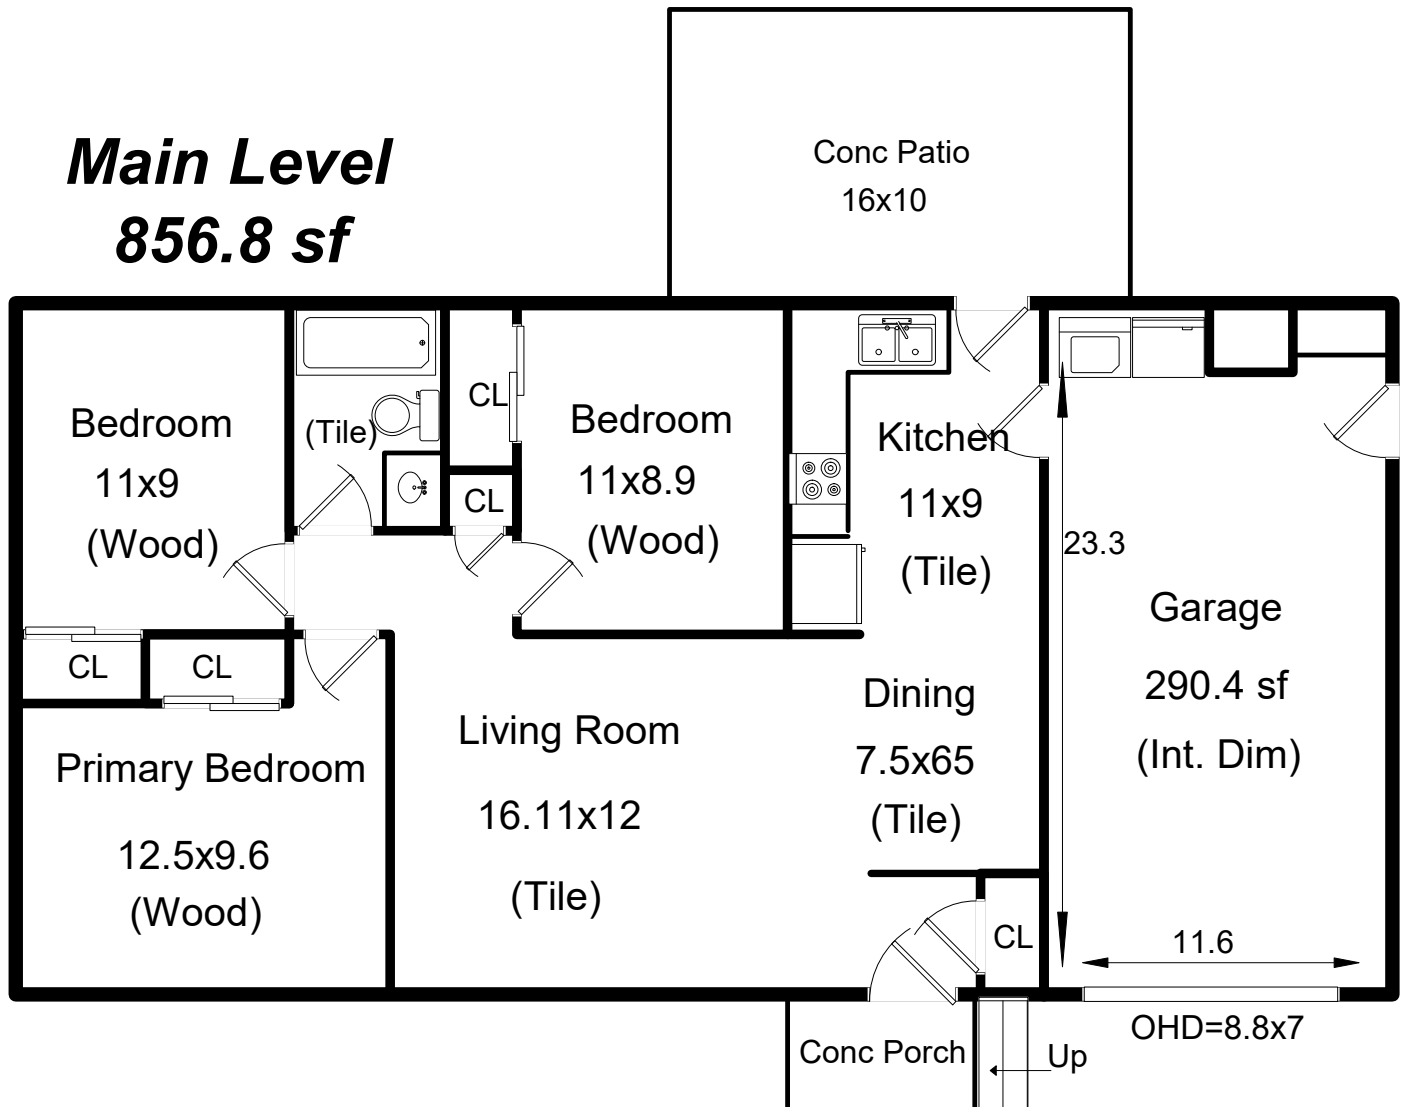 Main Level
856.8 sf
Conc Patio
16x10
Bedroom
11x9
(Wood)
(Tile)
CL
CL
Bedroom
11x8.9
(Wood)
Kitchen
11x9
(Tile)
23.3
Garage
290.4 sf
(Int. Dim)
CL
CL
Primary Bedroom
12.5x9.6
(Wood)
Living Room
16.11x12
(Tile)
Dining
7.5x65
(Tile)
CL
11.6
OHD=8.8x7
Conc Porch
Up